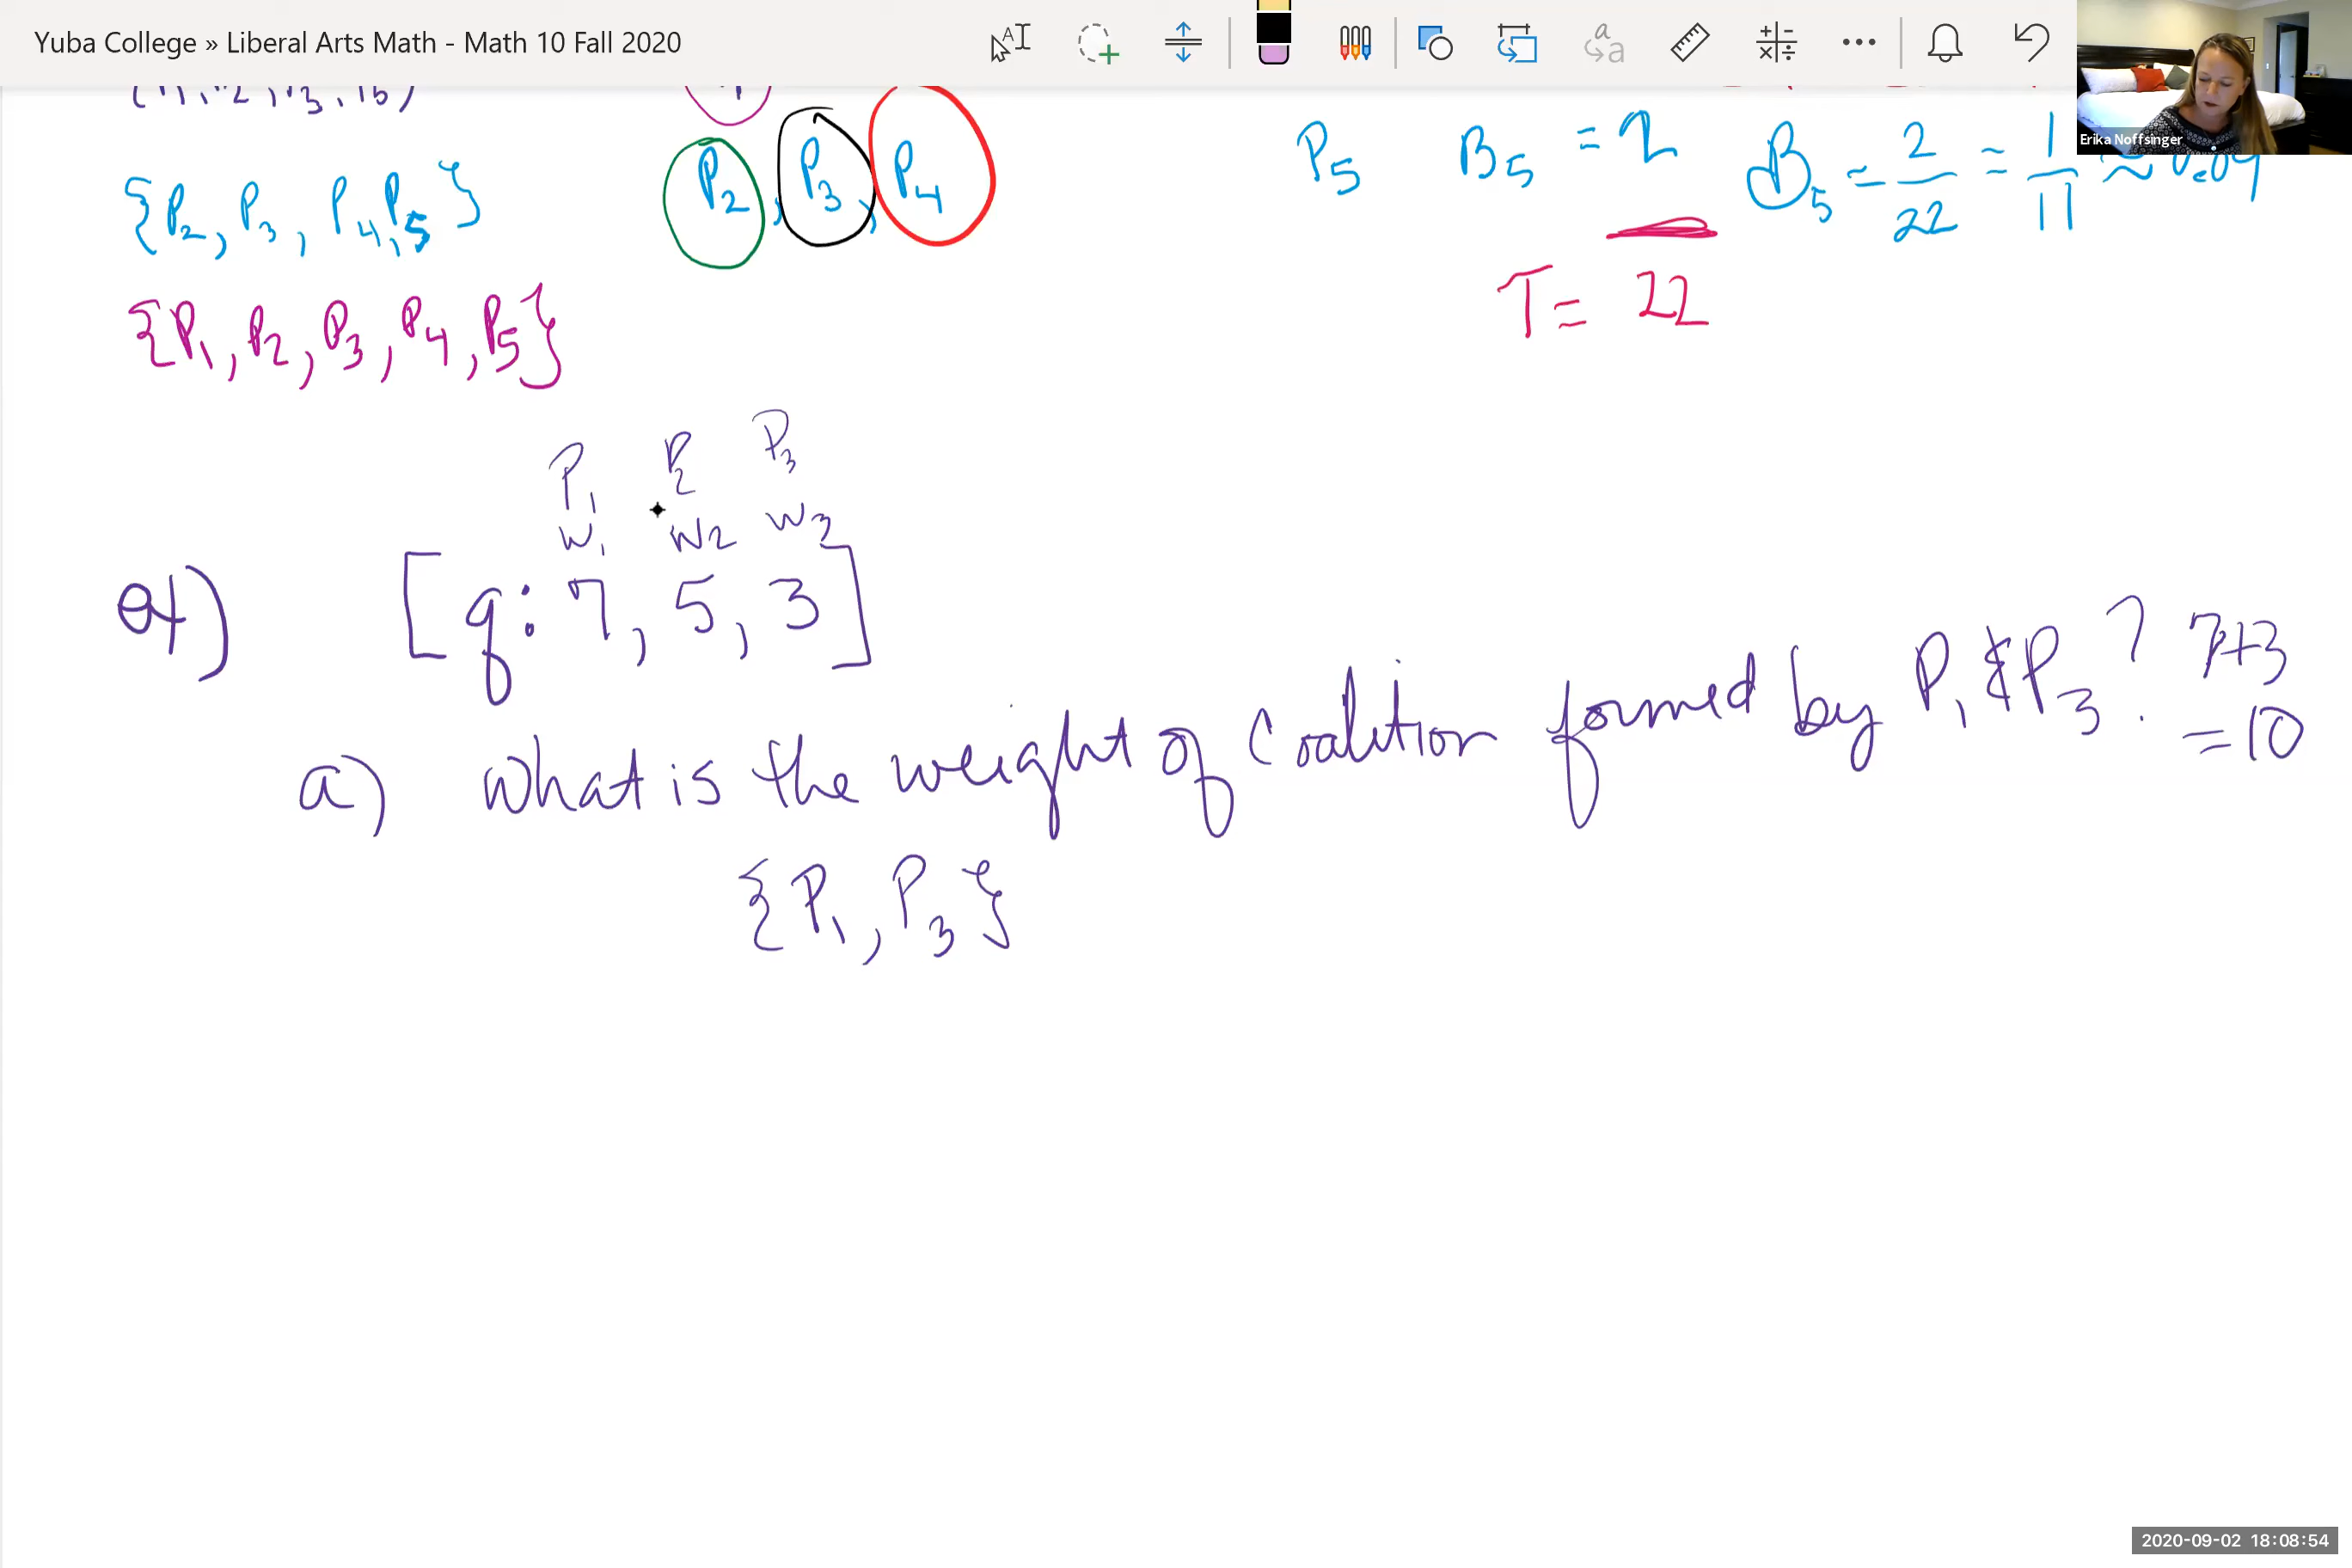 Yuba College » Liberal Arts Math - Math 10 Fall 2020
Erika Noffsinger
{P2, P3, P4, P5}
P2, P3, P4
P5 B5 = 2 B5 = 2/22 = 1/11 ≈ 0.09
{P1, P2, P3, P4, P5}
T = 22
P1 P2 P3
W1 W2 W3
[q: 7, 5, 3]
a) What is the weight of Coalition formed by P1 & P3? 7+3
= 10
{P1, P3}
2020-09-02 18:08:54